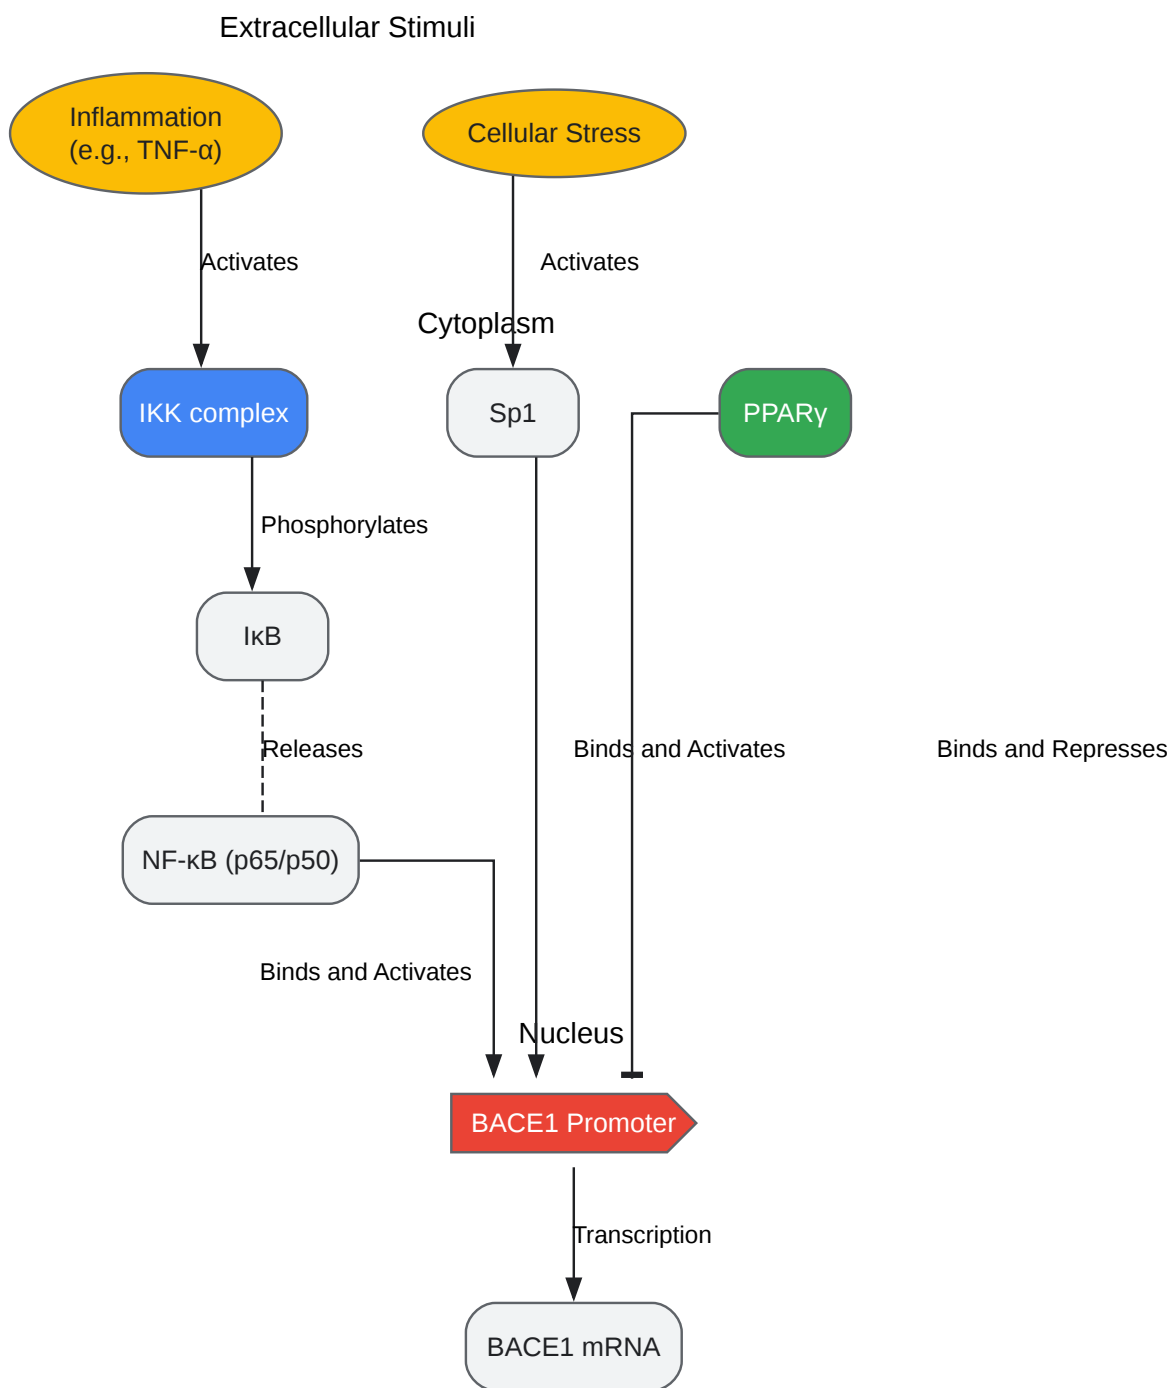 Extracellular Stimuli
Inflammation
(e.g., TNF-α)
Cellular Stress
Activates
Activates
Cytoplasm
IKK complex
Sp1
PPARγ
Phosphorylates
IκB
Releases
Binds and Activates
Binds and Represses
NF-κB (p65/p50)
Binds and Activates
Nucleus
BACE1 Promoter
Transcription
BACE1 mRNA